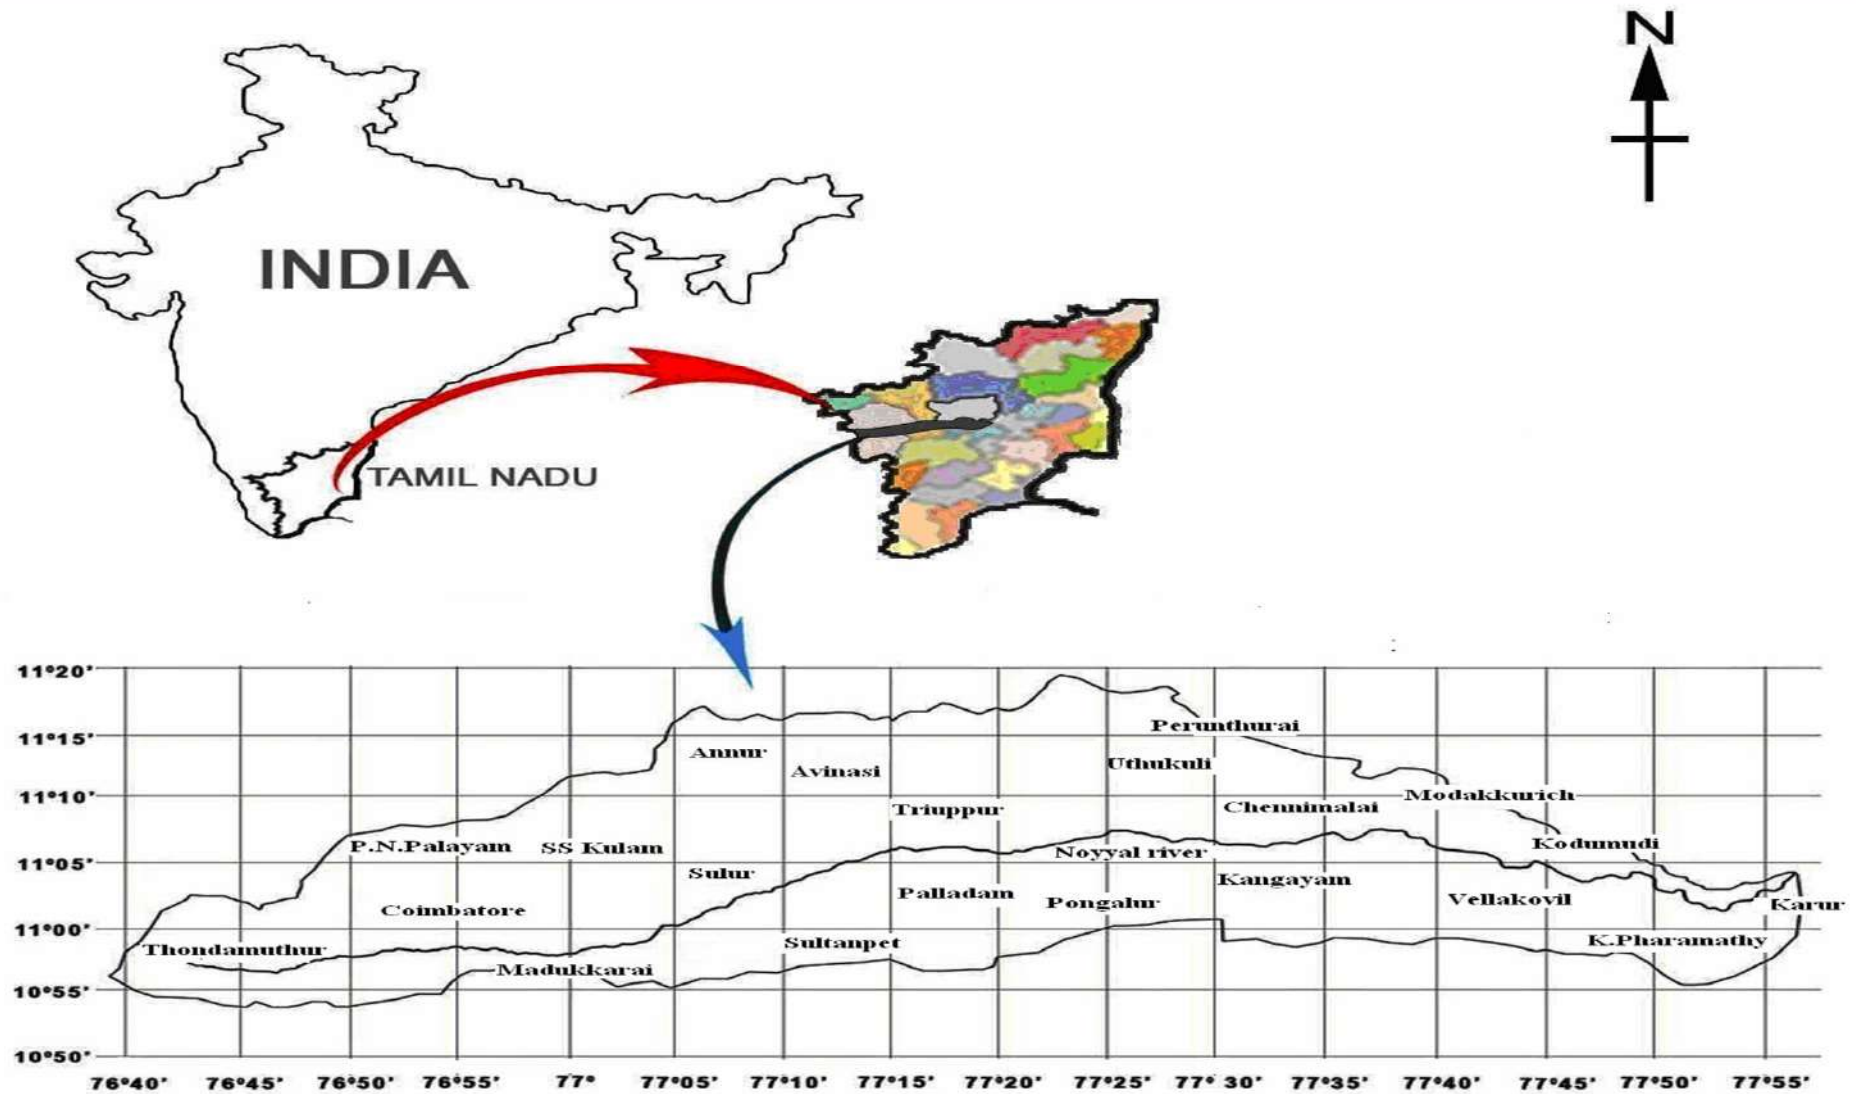 N
INDIA
TAMIL NADU
11°20'
11°15'
Perunthurai
Annur
Avinasi
Uthukuli
11°10'
Modakkurich
Triuppur
Chennimalai
P.N.Palayam
SS Kulam
Noyyal river
Kodumudi
11°05'
Sulur
Palladam
Pongalur
Kangayam
Vellakovil
Karur
Coimbatore
11°00'
Thondamuthur
Sultanpet
K.Pharamathy
Madukkarai
10°55'
10°50'
76°40' 76°45' 76°50' 76°55' 77° 77°05' 77°10' 77°15' 77°20' 77°25' 77° 30' 77°35' 77°40' 77°45' 77°50' 77°55'